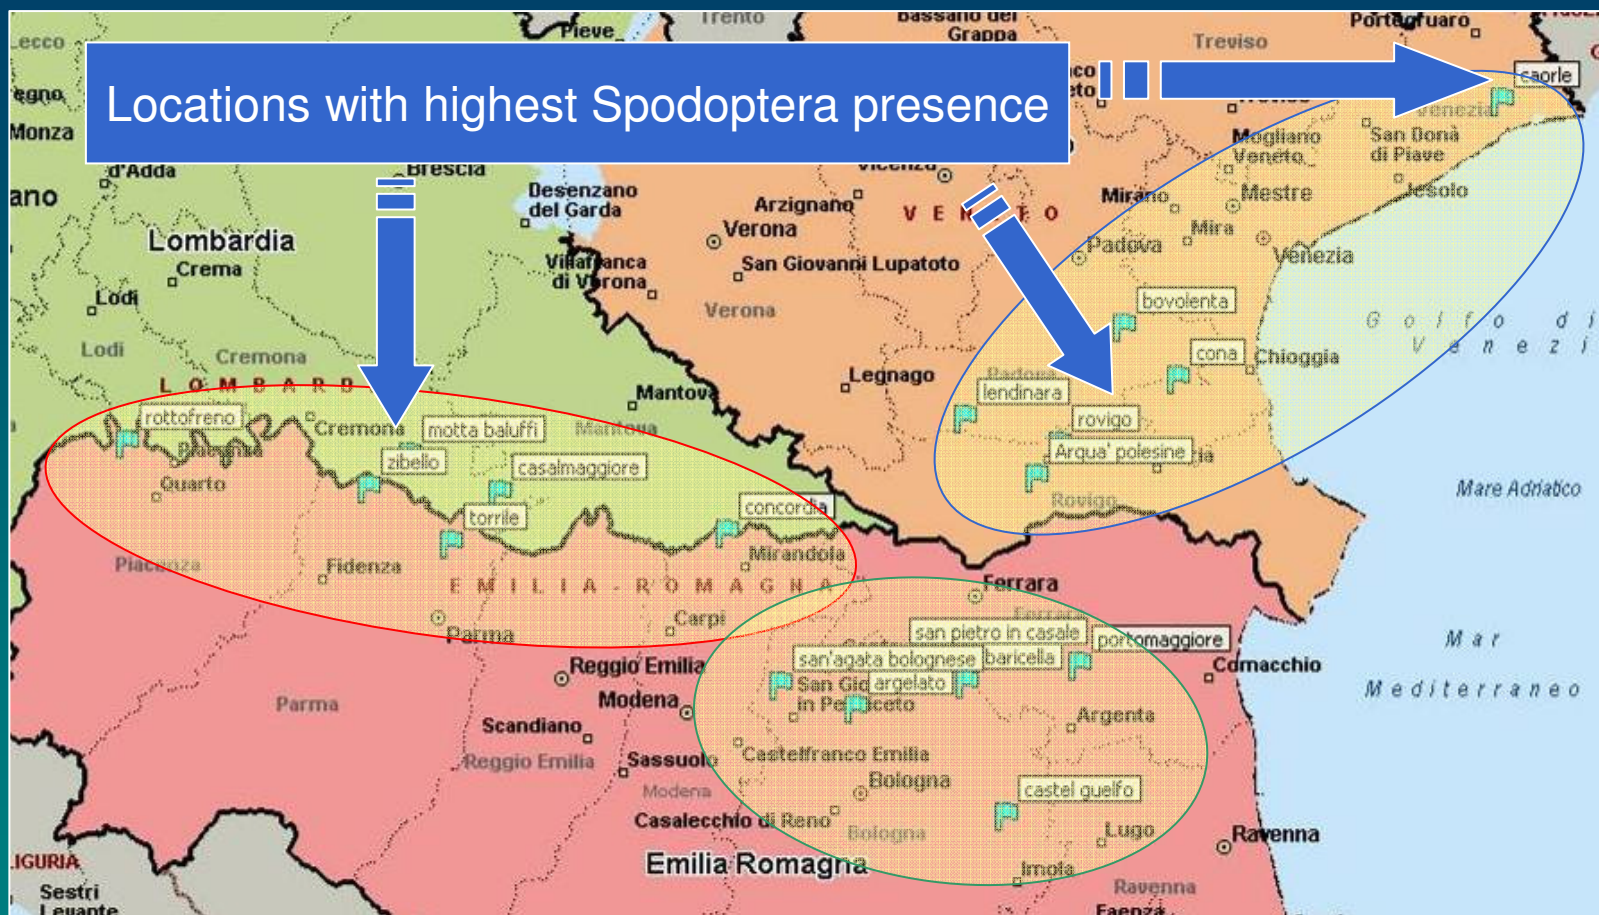 Trento
Bassano del
Grappa
Portogruaro
Pieve
Treviso
Lecco
caorle
Locations with highest Spodoptera presence
Venezia
Monza
San Donà
di Piave
Mogliano
Veneto
d'Adda
Brescia
Vicenza
Desenzano
del Garda
Arzignano
VENETO
Mirano
Mestre
Jesolo
Verona
Mira
Lombardia
Padova
Venezia
Crema
Villafranca
di Verona
San Giovanni Lupatoto
Lodi
bovolenta
Verona
Golfo di
Venezi
Lodi
Cremona
cona
Chioggia
Legnago
Padova
LOMBARD
Mantova
lendinara
rottofreno
Cremona
motta baluffi
Mantova
rovigo
zibello
casalmaggiore
Arqua' polesine
Quarto
Rovigo
Mare Adriatico
torrile
concordia
Mirandola
Piacenza
Fidenza
EMILIA-ROMAGNA
Ferrara
Ferrara
Carpi
Parma
san pietro in casale
portomaggiore
Mar
Mediterraneo
Reggio Emilia
san'agata bolognese
baricella
Comacchio
argelato
Parma
Modena
Argenta
Scandiano
Castelfranco Emilia
Reggio Emilia
Sassuolo
Bologna
castel guelfo
Modena
Casalecchio di Reno
Bologna
Lugo
Ravenna
LIGURIA
Emilia Romagna
Imola
Sestri
Levante
Ravenna
Faenza